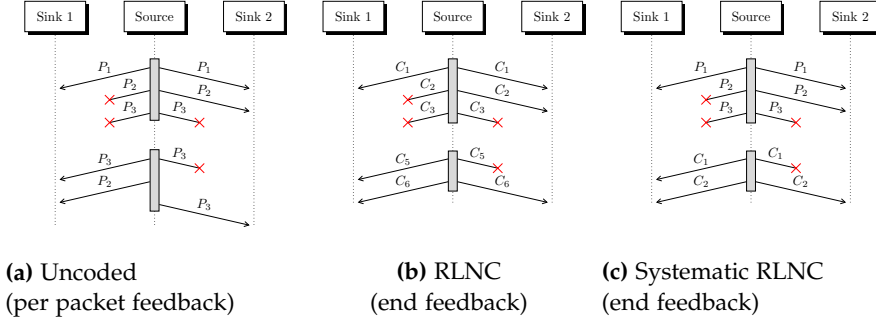 Sink 1 Source Sink 2 Sink 1 Source Sink 2 Sink 1 Source Sink 2
P₁ P₁ C₁ C₁ P₁ P₁
P₂ P₂ C₂ C₂ P₂ P₂
P₃ P₃ C₃ C₃ P₃ P₃
P₃ P₃ C₅ C₅ C₁ C₁
P₂ C₆ C₆ C₂ C₂
P₃
(a) Uncoded (b) RLNC (c) Systematic RLNC
(per packet feedback) (end feedback) (end feedback)